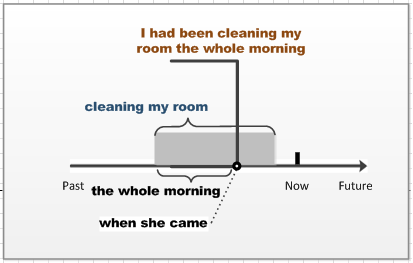 I had been cleaning my
room the whole morning
cleaning my room
Past
the whole morning
Now
Future
when she came